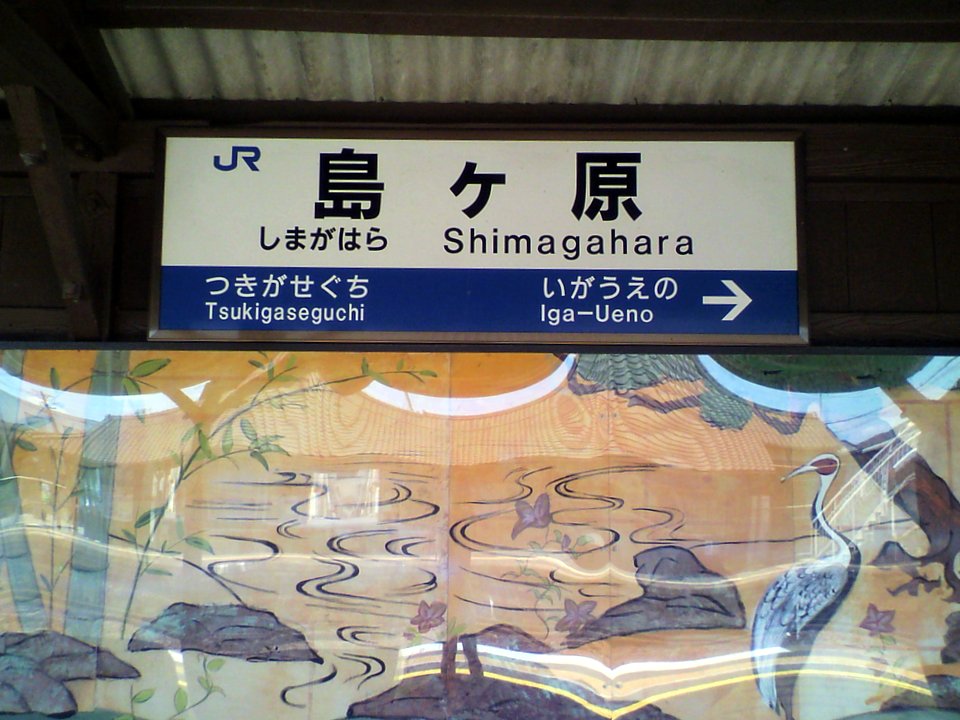 JR 島ケ原
しまがはら Shimagahara
つきがせぐち いがうえの →
Tsukigaseguchi Iga-Ueno